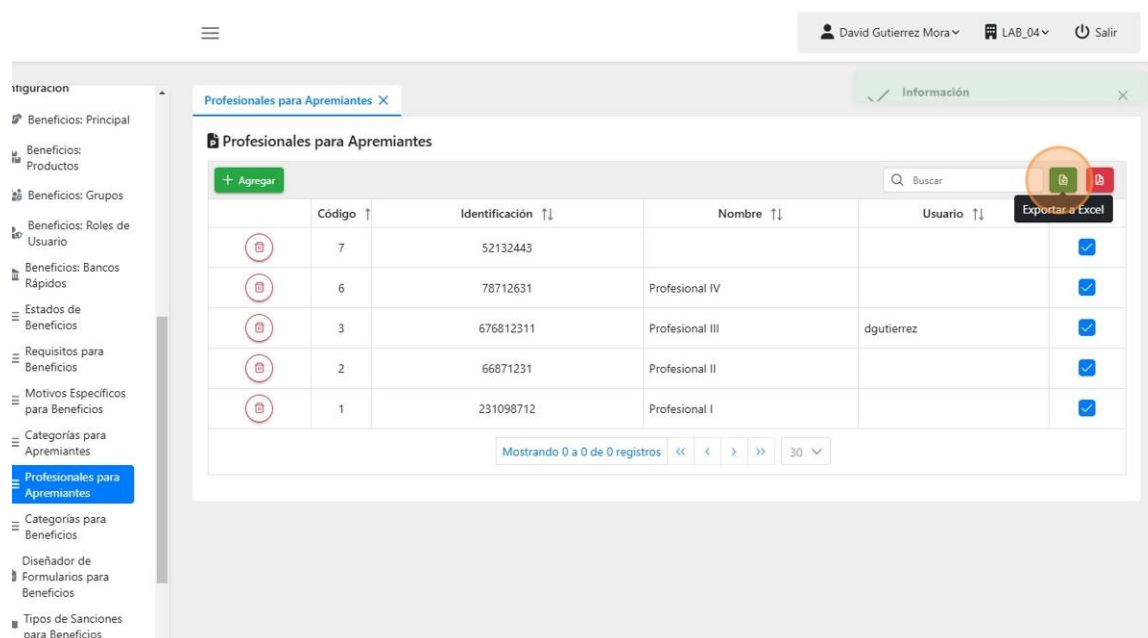 David Gutierrez Mora
LAB_04
Salir
Información
Beneficios: Principal
Beneficios:
Productos
Beneficios: Grupos
Beneficios: Roles de
Usuario
Beneficios: Bancos
Rápidos
Estados de
Beneficios
Requisitos para
Beneficios
Motivos Específicos
para Beneficios
Categorías para
Apremiantes
Profesionales para
Apremiantes
Categorías para
Beneficios
Diseñador de
Formularios para
Beneficios
Tipos de Sanciones
para Beneficios
Profesionales para Apremiantes
Profesionales para Apremiantes
+ Agregar
Buscar
Exportar a Excel
Código Identificación Nombre Usuario
7 52132443
6 78712631 Profesional IV
3 676812311 Profesional III dgutierrez
2 66871231 Profesional II
1 231098712 Profesional I
Mostrando 0 a 0 de 0 registros « ‹ › » 30